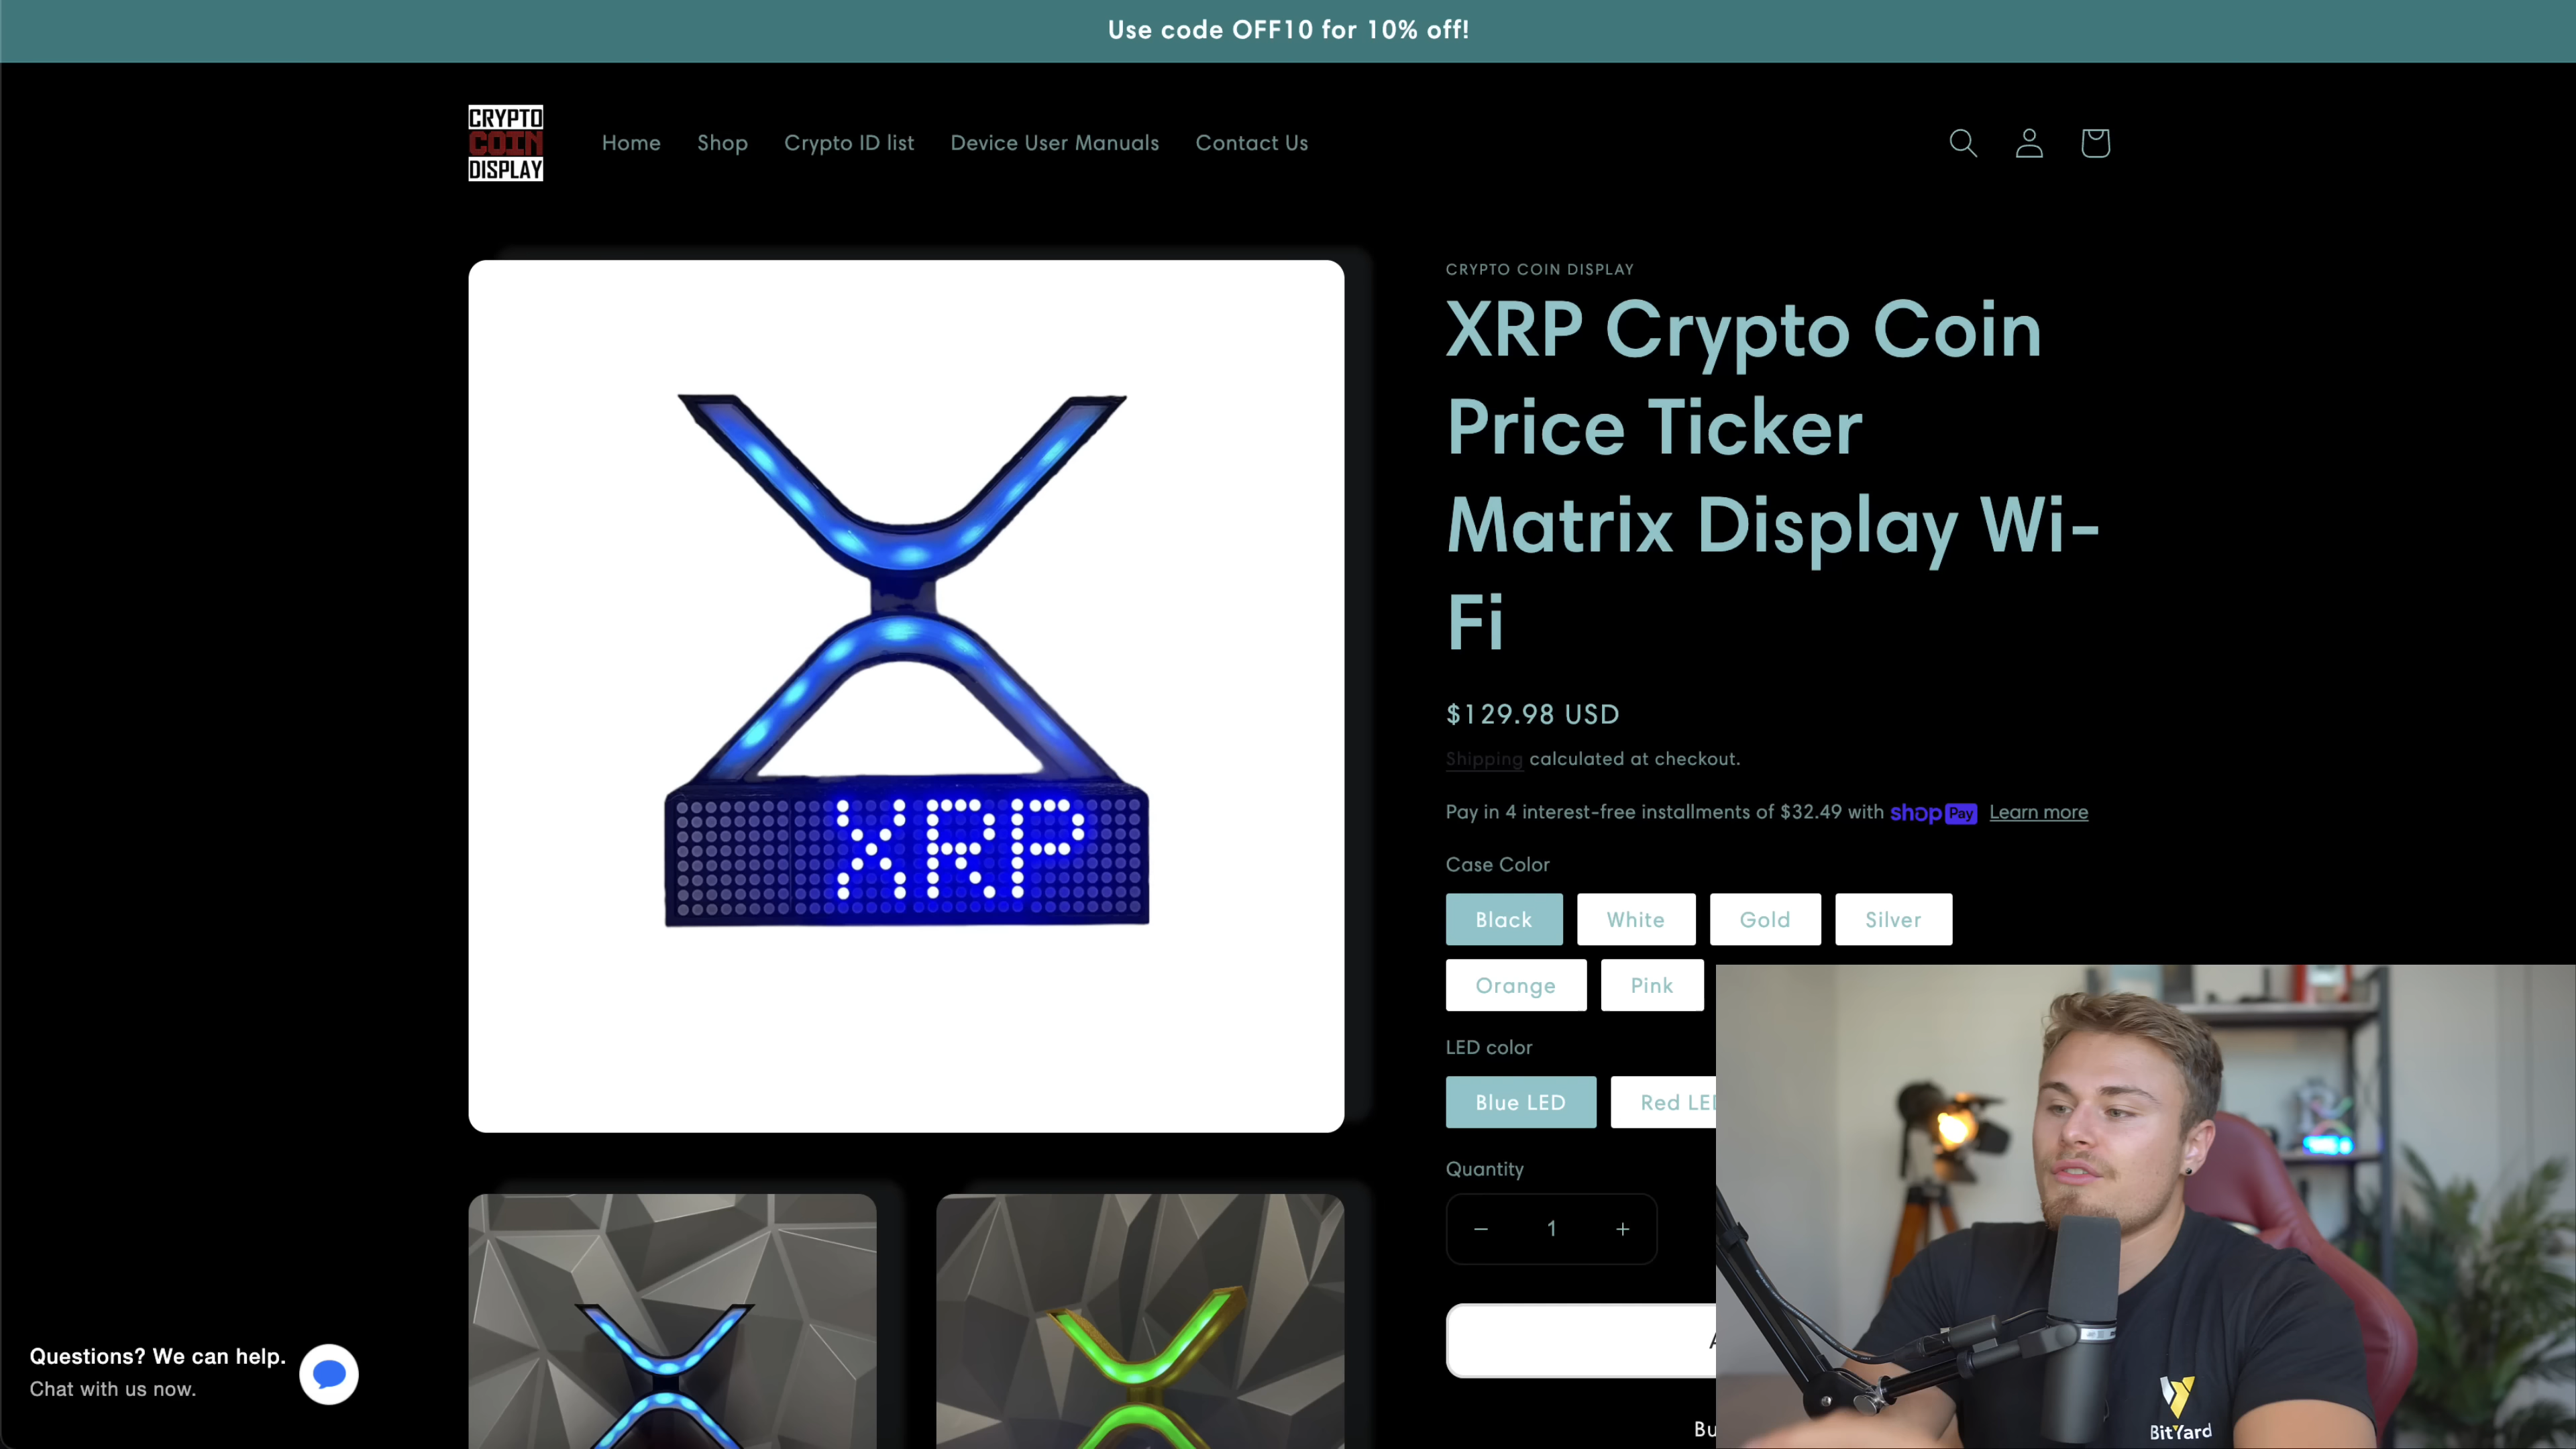 Use code OFF10 for 10% off!
CRYPTO
COIN
DISPLAY
Home
Shop
Crypto ID list
Device User Manuals
Contact Us
CRYPTO COIN DISPLAY
XRP Crypto Coin
Price Ticker
Matrix Display Wi-
Fi
$129.98 USD
Shipping calculated at checkout.
Pay in 4 interest-free installments of $32.49 with shop Pay Learn more
Case Color
Black
White
Gold
Silver
Orange
Pink
LED color
Blue LED
Red
Quantity
− 1 +
XRP
Questions? We can help.
Chat with us now.
BitYard